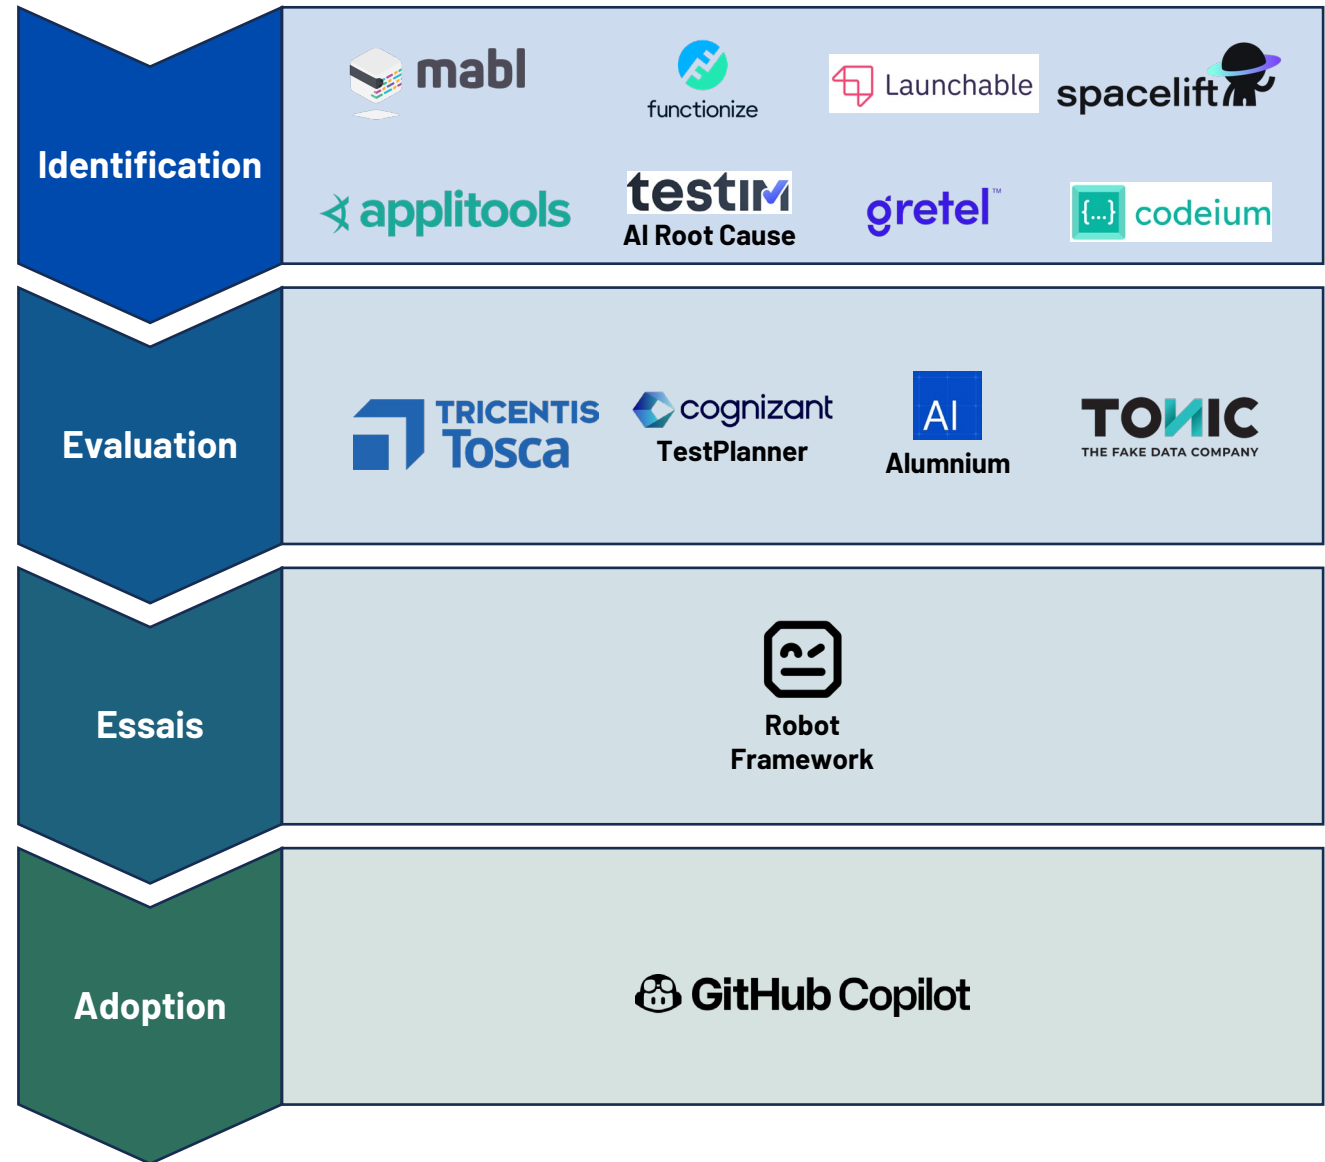 Identification
mabl
functionize
Launchable
spacelift
applitools
testim
AI Root Cause
gretel™
{...} codeium
Evaluation
TRICENTIS
Tosca
cognizant
TestPlanner
AI
Alumnium
TONIC
THE FAKE DATA COMPANY
Essais
Robot
Framework
Adoption
GitHub Copilot